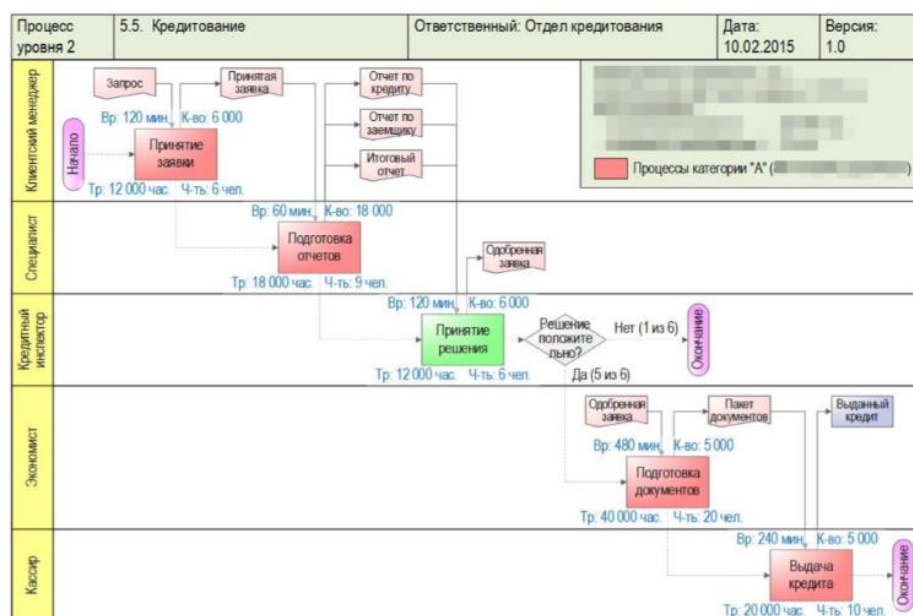 Процесс
уровня 2
5.5. Кредитование
Ответственный: Отдел кредитования
Дата:
10.02.2015
Версия:
1.0
Клиентский менеджер
Начало
Запрос
Принятая
заявка
Отчет по
кредиту
Отчет по
заемщику
Итоговый
отчет
Вр: 120 мин. К-во: 6 000
Принятие
заявки
Тр: 12 000 час. Ч-ть: 6 чел.
Процессы категории "А" (
Специалист
Вр: 60 мин. К-во: 18 000
Подготовка
отчетов
Тр: 18 000 час. Ч-ть: 9 чел.
Одобренная
заявка
Кредитный
инспектор
Вр: 120 мин. К-во: 6 000
Принятие
решения
Тр: 12 000 час. Ч-ть: 6 чел.
Решение
положите
льно?
Нет (1 из 6)
Окончание
Да (5 из 6)
Экономист
Одобренная
заявка
Пакет
документов
Выданный
кредит
Вр: 480 мин. К-во: 5 000
Подготовка
документов
Тр: 40 000 час. Ч-ть: 20 чел.
Кассир
Вр: 240 мин. К-во: 5 000
Выдача
кредита
Тр: 20 000 час. Ч-ть: 10 чел.
Окончание